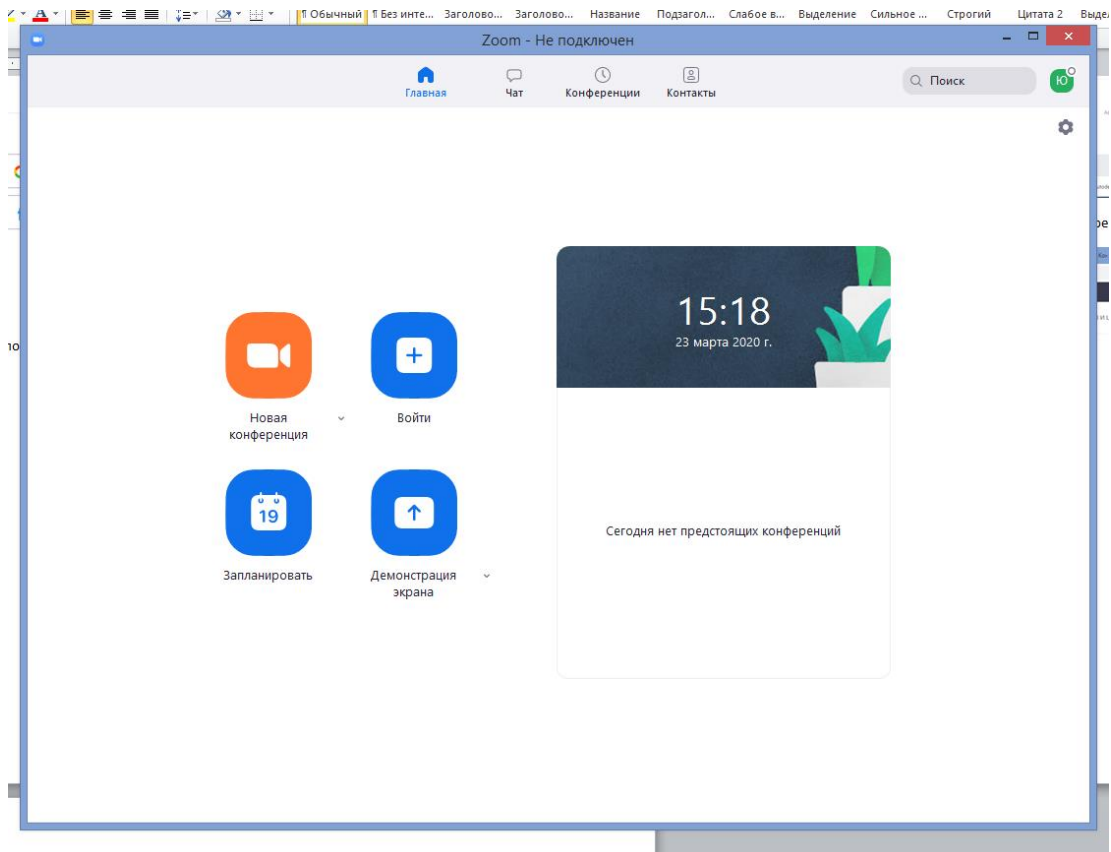 ¶ Обычный ¶ Без инте... Заголово... Заголово... Название Подзагол... Слабое в... Выделение Сильное ... Строгий Цитата 2
Zoom - Не подключен
Главная Чат Конференции Контакты
Поиск
Ю
15:18
23 марта 2020 г.
Новая
конференция
Войти
19
Запланировать
Демонстрация
экрана
Сегодня нет предстоящих конференций